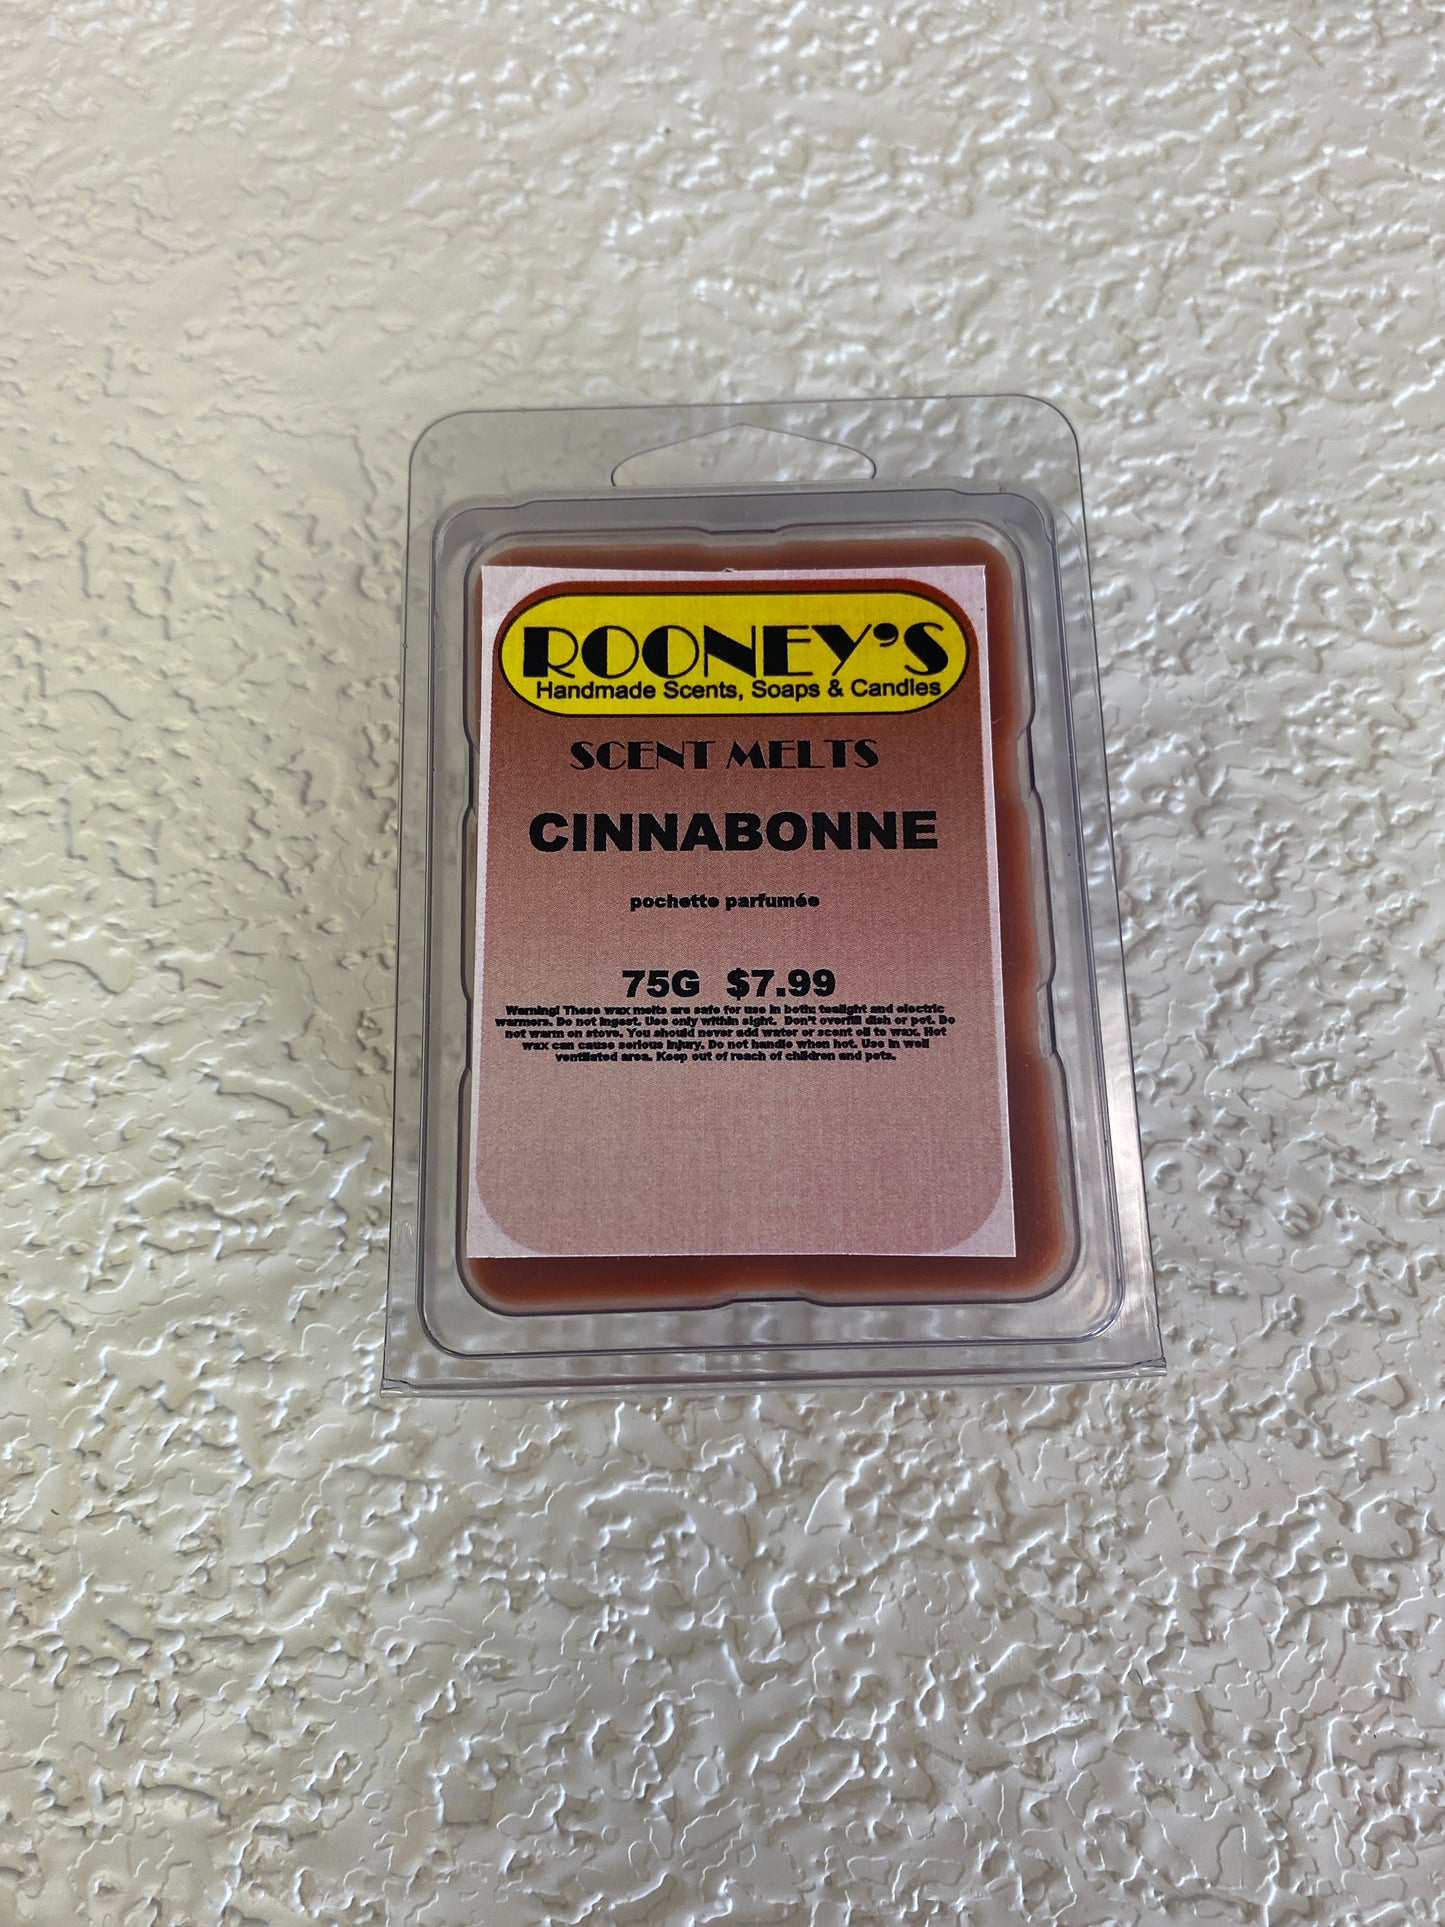 ROONEY'S
Handmade Scents, Soaps & Candles
SCENT MELTS
CINNABONNE
pochette parfumée
75G $7.99
Warning! These wax melts are safe for use in both: tealight and electric
warmers. Do not ingest. Use only within sight. Don't overfill dish or pot. Do
not warm on stove. You should never add water or scent oil to wax. Hot
wax can cause serious injury. Do not handle when hot. Use in well
ventilated area. Keep out of reach of children and pets.